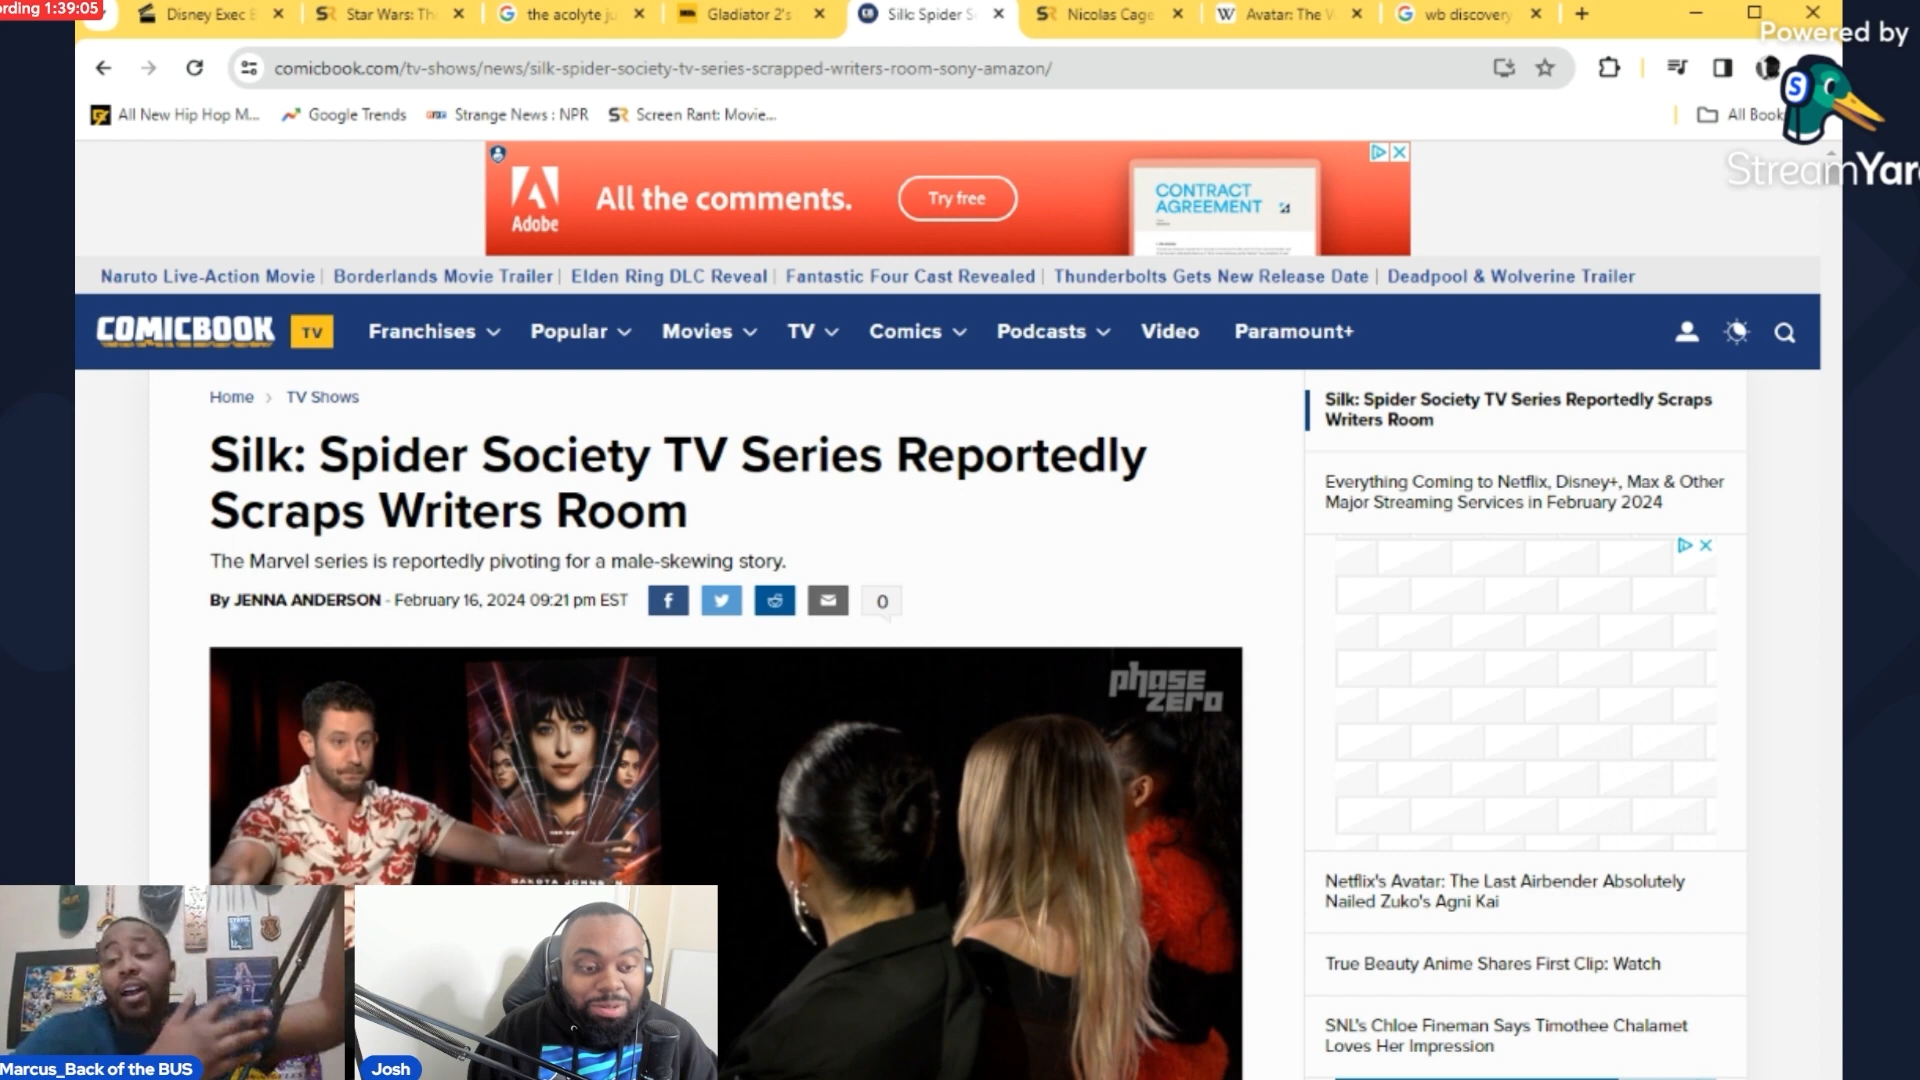 ording 1:39:05
Disney Exec
Star Wars: Th
the acolyte ju
Gladiator 2's
Silk: Spider S
Nicolas Cage
Avatar: The
wb discovery
Powered by
StreamYar
comicbook.com/tv-shows/news/silk-spider-society-tv-series-scrapped-writers-room-sony-amazon/
All New Hip Hop M...
Google Trends
Strange News : NPR
Screen Rant: Movie...
All Book
Adobe
All the comments.
Try free
CONTRACT
AGREEMENT
Naruto Live-Action Movie | Borderlands Movie Trailer | Elden Ring DLC Reveal | Fantastic Four Cast Revealed | Thunderbolts Gets New Release Date | Deadpool & Wolverine Trailer
COMICBOOK TV Franchises Popular Movies TV Comics Podcasts Video Paramount+
Home > TV Shows
Silk: Spider Society TV Series Reportedly
Scraps Writers Room
The Marvel series is reportedly pivoting for a male-skewing story.
By JENNA ANDERSON - February 16, 2024 09:21 pm EST
0
phase
zero
DAKOTA JOHNS
Silk: Spider Society TV Series Reportedly Scraps
Writers Room
Everything Coming to Netflix, Disney+, Max & Other
Major Streaming Services in February 2024
Netflix's Avatar: The Last Airbender Absolutely
Nailed Zuko's Agni Kai
True Beauty Anime Shares First Clip: Watch
SNL's Chloe Fineman Says Timothee Chalamet
Loves Her Impression
Marcus_Back of the BUS
Josh